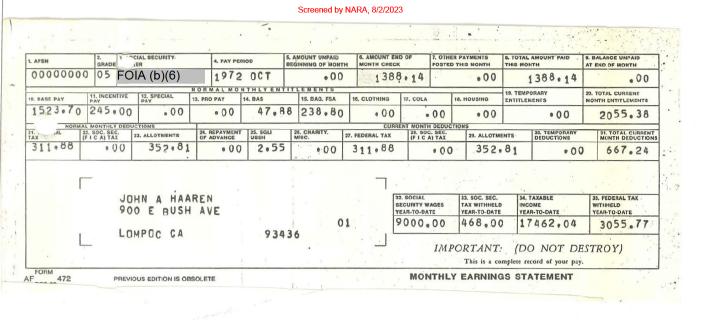 Screened by NARA, 8/2/2023
1. AFSN 2. GRADE CIAL SECURITY 4. PAY PERIOD 5. AMOUNT UNPAID BEGINNING OF MONTH 6. AMOUNT END OF MONTH CHECK 7. OTHER PAYMENTS POSTED THIS MONTH 8. TOTAL AMOUNT PAID THIS MONTH 9. BALANCE UNPAID AT END OF MONTH
00000000 05 FOIA (b)(6) 1972 OCT .00 1388.14 .00 1388.14 .00
NORMAL MONTHLY ENTITLEMENTS
10. BASE PAY 11. INCENTIVE PAY 12. SPECIAL PAY 13. PRO PAY 14. BAS 15. BAQ, FSA 16. CLOTHING 17. COLA 18. HOUSING 19. TEMPORARY ENTITLEMENTS 20. TOTAL CURRENT MONTH ENTITLEMENTS
1523.70 245.00 .00 .00 47.88 238.80 .00 .00 .00 .00 2055.38
NORMAL MONTHLY DEDUCTIONS CURRENT MONTH DEDUCTIONS
21. AL TAX 22. SOC. SEC. (F I C A) TAX 23. ALLOTMENTS 24. REPAYMENT OF ADVANCE 25. SGLI USSH 26. CHARITY, MISC. 27. FEDERAL TAX 28. SOC. SEC. (F I C A) TAX 29. ALLOTMENTS 30. TEMPORARY DEDUCTIONS 31. TOTAL CURRENT MONTH DEDUCTIONS
311.88 .00 352.81 .00 2.55 .00 311.88 .00 352.81 .00 667.24
JOHN A HAAREN
900 E BUSH AVE
01
LOMPOC CA 93436
32. SOCIAL SECURITY WAGES YEAR-TO-DATE 33. SOC. SEC. TAX WITHHELD YEAR-TO-DATE 34. TAXABLE INCOME YEAR-TO-DATE 35. FEDERAL TAX WITHHELD YEAR-TO-DATE
9000.00 468.00 17462.04 3055.77
IMPORTANT: (DO NOT DESTROY)
This is a complete record of your pay.
AF FORM 472 PREVIOUS EDITION IS OBSOLETE MONTHLY EARNINGS STATEMENT